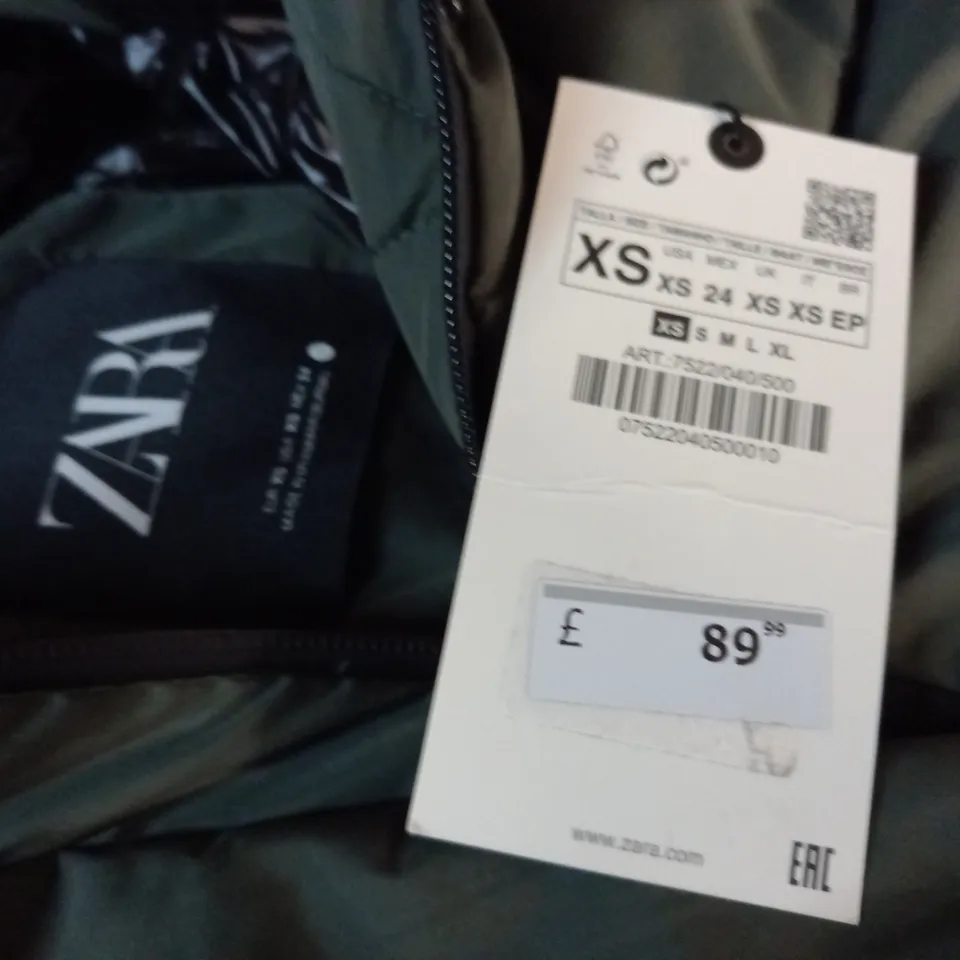 ZARA
XS
USA MEX UK IT BR
XS 24 XS XS EP
XS S M L XL
ART.:7522/040/500
07522040500010
£ 89 99
www.zara.com
EAC